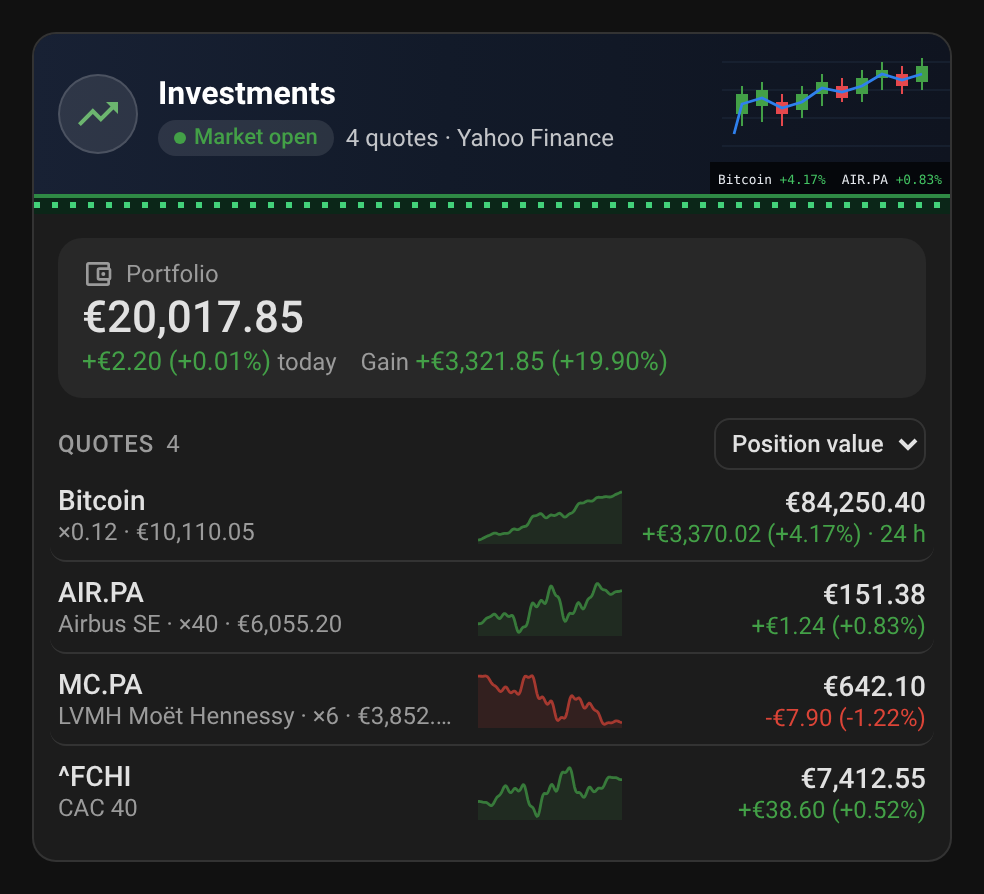 Investments
Market open
4 quotes · Yahoo Finance
Bitcoin +4.17% AIR.PA +0.83%
Portfolio
€20,017.85
+€2.20 (+0.01%) today Gain +€3,321.85 (+19.90%)
QUOTES 4
Position value
Bitcoin
€84,250.40
×0.12 · €10,110.05
+€3,370.02 (+4.17%) · 24 h
AIR.PA
€151.38
Airbus SE · ×40 · €6,055.20
+€1.24 (+0.83%)
MC.PA
€642.10
LVMH Moët Hennessy · ×6 · €3,852.…
-€7.90 (-1.22%)
^FCHI
€7,412.55
CAC 40
+€38.60 (+0.52%)